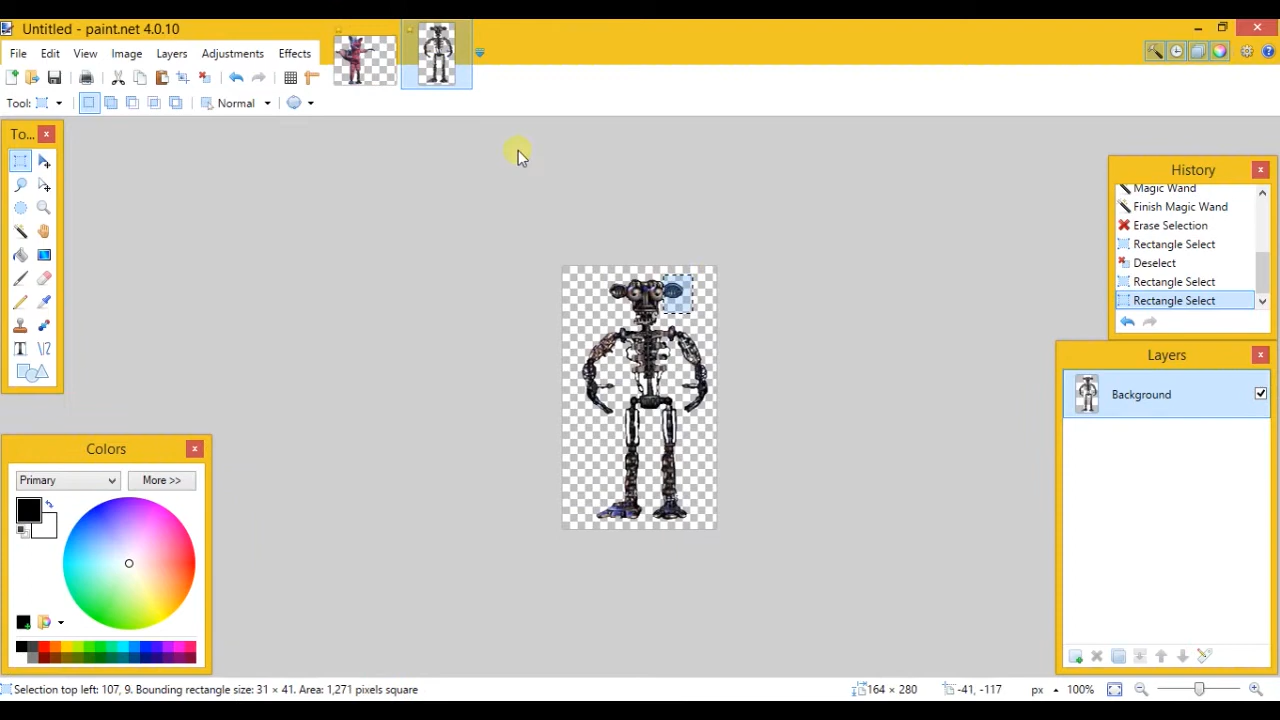 Untitled - paint.net 4.0.10
File Edit View Image Layers Adjustments Effects
Tool: Normal
To...
History
Magic Wand
Finish Magic Wand
Erase Selection
Rectangle Select
Deselect
Rectangle Select
Rectangle Select
Layers
Background
Colors
Primary More >>
Selection top left: 107, 9. Bounding rectangle size: 31 × 41. Area: 1,271 pixels square 164 × 280 -41, -117 px 100%